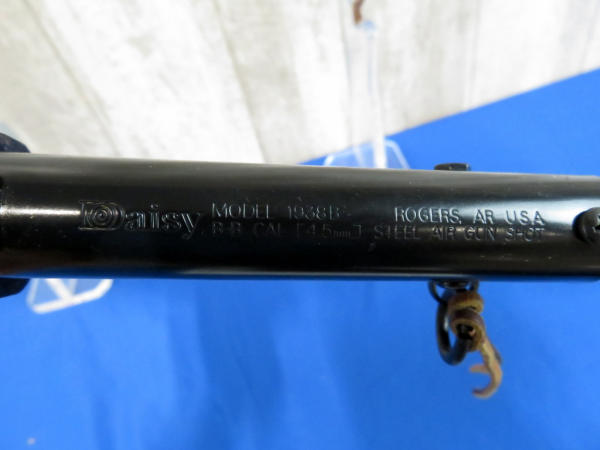 Daisy MODEL 1938B ROGERS, AR U.S.A.
B·B CAL [4.5mm] STEEL AIR GUN SHOT